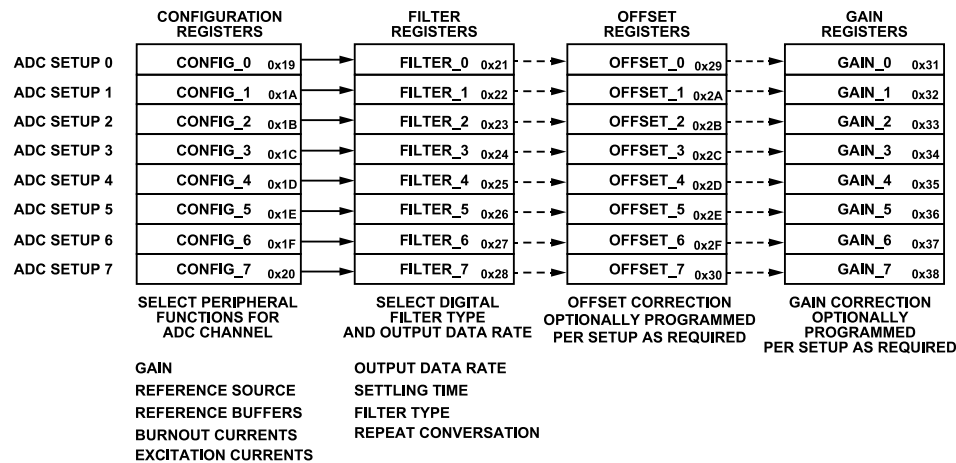 CONFIGURATION REGISTERS
FILTER REGISTERS
OFFSET REGISTERS
GAIN REGISTERS
ADC SETUP 0 CONFIG_0 0x19 FILTER_0 0x21 OFFSET_0 0x29 GAIN_0 0x31
ADC SETUP 1 CONFIG_1 0x1A FILTER_1 0x22 OFFSET_1 0x2A GAIN_1 0x32
ADC SETUP 2 CONFIG_2 0x1B FILTER_2 0x23 OFFSET_2 0x2B GAIN_2 0x33
ADC SETUP 3 CONFIG_3 0x1C FILTER_3 0x24 OFFSET_3 0x2C GAIN_3 0x34
ADC SETUP 4 CONFIG_4 0x1D FILTER_4 0x25 OFFSET_4 0x2D GAIN_4 0x35
ADC SETUP 5 CONFIG_5 0x1E FILTER_5 0x26 OFFSET_5 0x2E GAIN_5 0x36
ADC SETUP 6 CONFIG_6 0x1F FILTER_6 0x27 OFFSET_6 0x2F GAIN_6 0x37
ADC SETUP 7 CONFIG_7 0x20 FILTER_7 0x28 OFFSET_7 0x30 GAIN_7 0x38
SELECT PERIPHERAL
FUNCTIONS FOR
ADC CHANNEL
SELECT DIGITAL
FILTER TYPE
AND OUTPUT DATA RATE
OFFSET CORRECTION
OPTIONALLY PROGRAMMED
PER SETUP AS REQUIRED
GAIN CORRECTION
OPTIONALLY
PROGRAMMED
PER SETUP AS REQUIRED
GAIN
REFERENCE SOURCE
REFERENCE BUFFERS
BURNOUT CURRENTS
EXCITATION CURRENTS
OUTPUT DATA RATE
SETTLING TIME
FILTER TYPE
REPEAT CONVERSATION